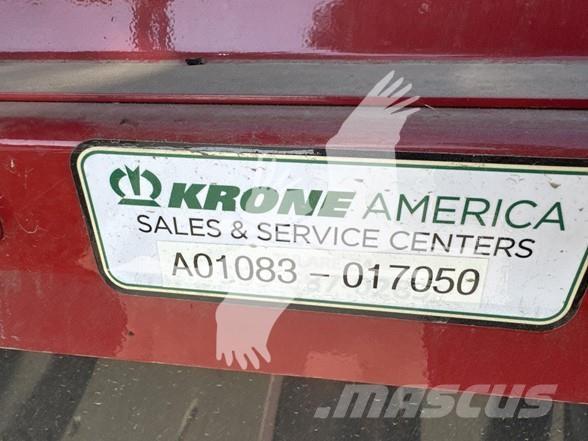 KRONE AMERICA
SALES & SERVICE CENTERS
A01083 - 017050
MASCUS